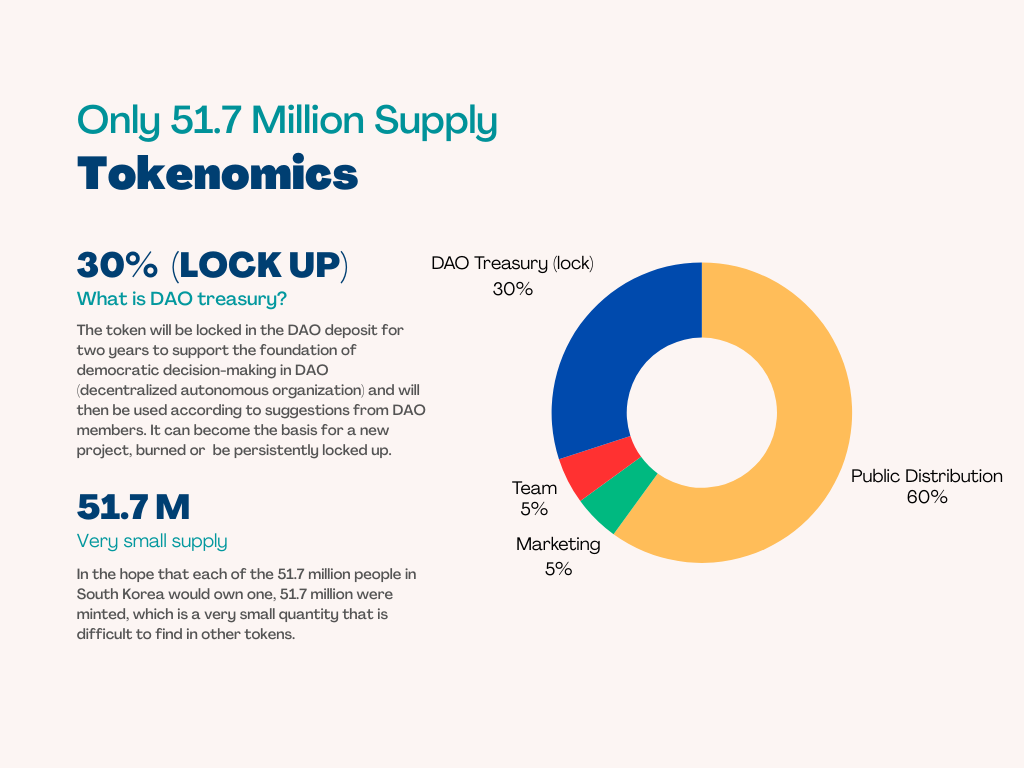 Only 51.7 Million Supply
Tokenomics
30% (LOCK UP)
What is DAO treasury?
The token will be locked in the DAO deposit for
two years to support the foundation of
democratic decision-making in DAO
(decentralized autonomous organization) and will
then be used according to suggestions from DAO
members. It can become the basis for a new
project, burned or be persistently locked up.
51.7 M
Very small supply
In the hope that each of the 51.7 million people in
South Korea would own one, 51.7 million were
minted, which is a very small quantity that is
difficult to find in other tokens.
DAO Treasury (lock)
30%
Team
5%
Marketing
5%
Public Distribution
60%